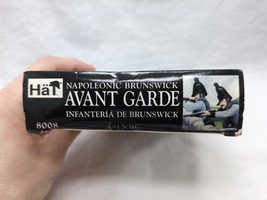 HäT
NAPOLEONIC BRUNSWICK
AVANT GARDE
INFANTERÍA DE BRUNSWICK
8008